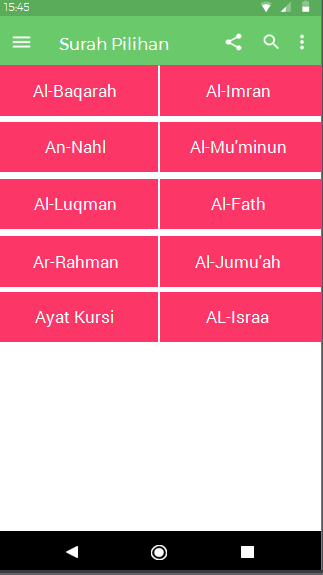 15:45
Surah Pilihan
Al-Baqarah
Al-Imran
An-Nahl
Al-Mu'minun
Al-Luqman
Al-Fath
Ar-Rahman
Al-Jumu'ah
Ayat Kursi
AL-Israa